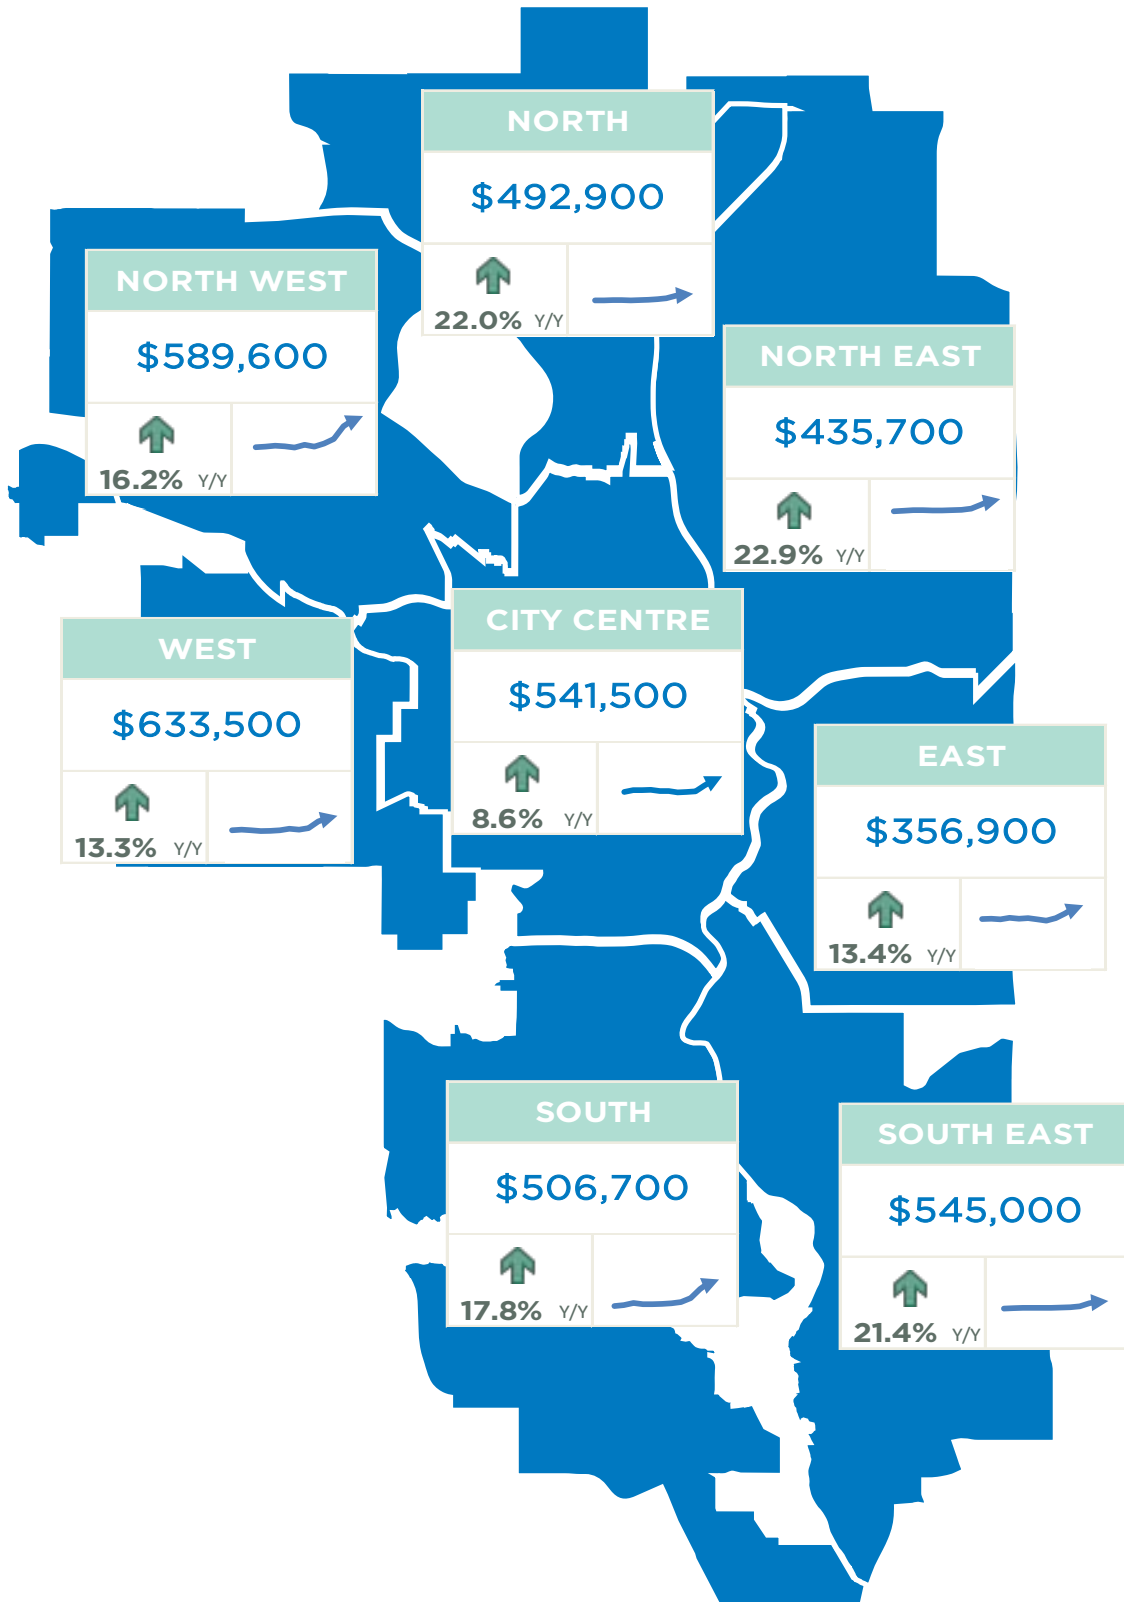 NORTH
$492,900
22.0% Y/Y
NORTH WEST
$589,600
16.2% Y/Y
NORTH EAST
$435,700
22.9% Y/Y
CITY CENTRE
$541,500
8.6% Y/Y
WEST
$633,500
13.3% Y/Y
EAST
$356,900
13.4% Y/Y
SOUTH
$506,700
17.8% Y/Y
SOUTH EAST
$545,000
21.4% Y/Y